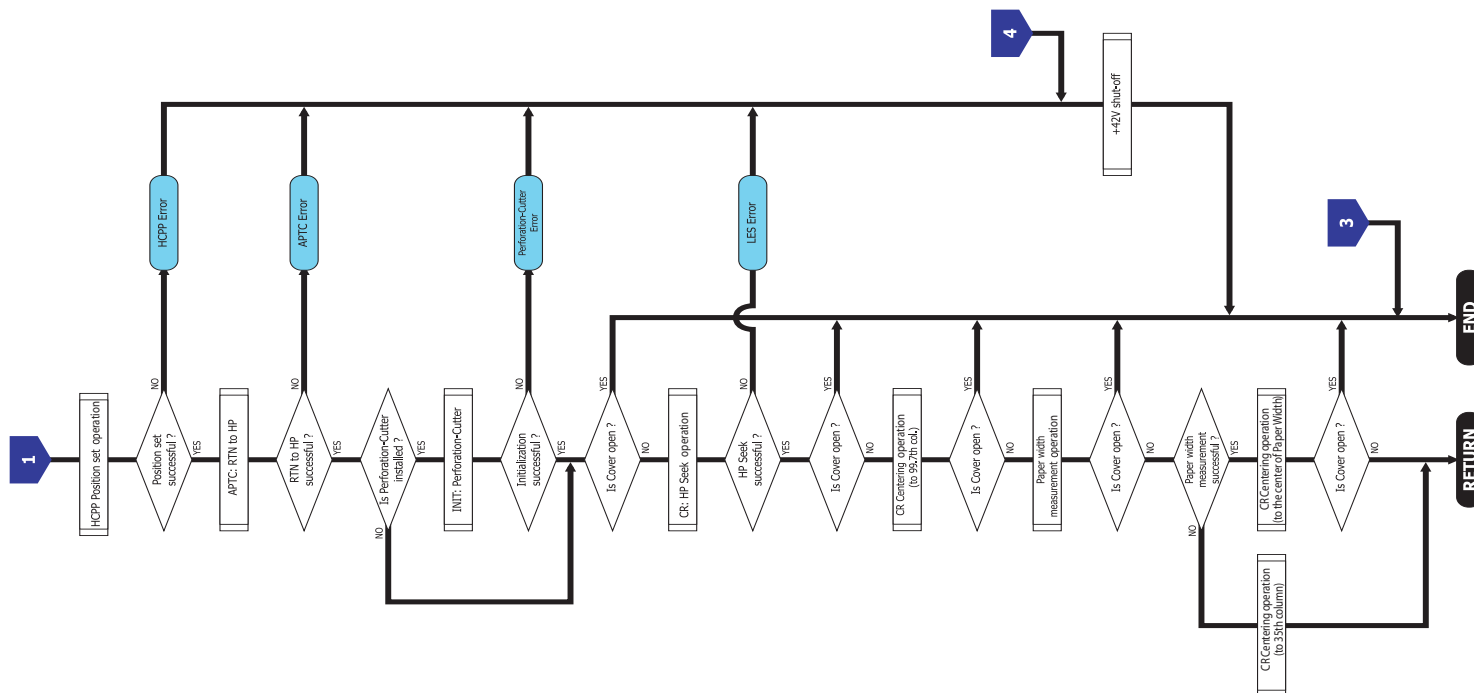 1
HCPP Position set operation
Position set
successful ?
NO
YES
HCPP Error
APTC: RTN to HP
RTN to HP
successful ?
NO
YES
APTC Error
Is Perforation-Cutter
installed ?
NO
YES
INIT: Perforation-Cutter
Initialization
successful ?
NO
YES
Perforation-Cutter
Error
Is Cover open ?
YES
NO
CR: HP Seek operation
HP Seek
successful ?
NO
YES
LES Error
Is Cover open ?
YES
NO
CR Centering operation
(to 99.7th col.)
Is Cover open ?
YES
NO
Paper width
measurement operation
Is Cover open ?
YES
NO
Paper width
measurement
successful ?
NO
YES
CR Centering operation
(to the center of Paper Width)
CR Centering operation
(to 35th column)
Is Cover open ?
YES
NO
4
+42V shut-off
3
END
RETURN